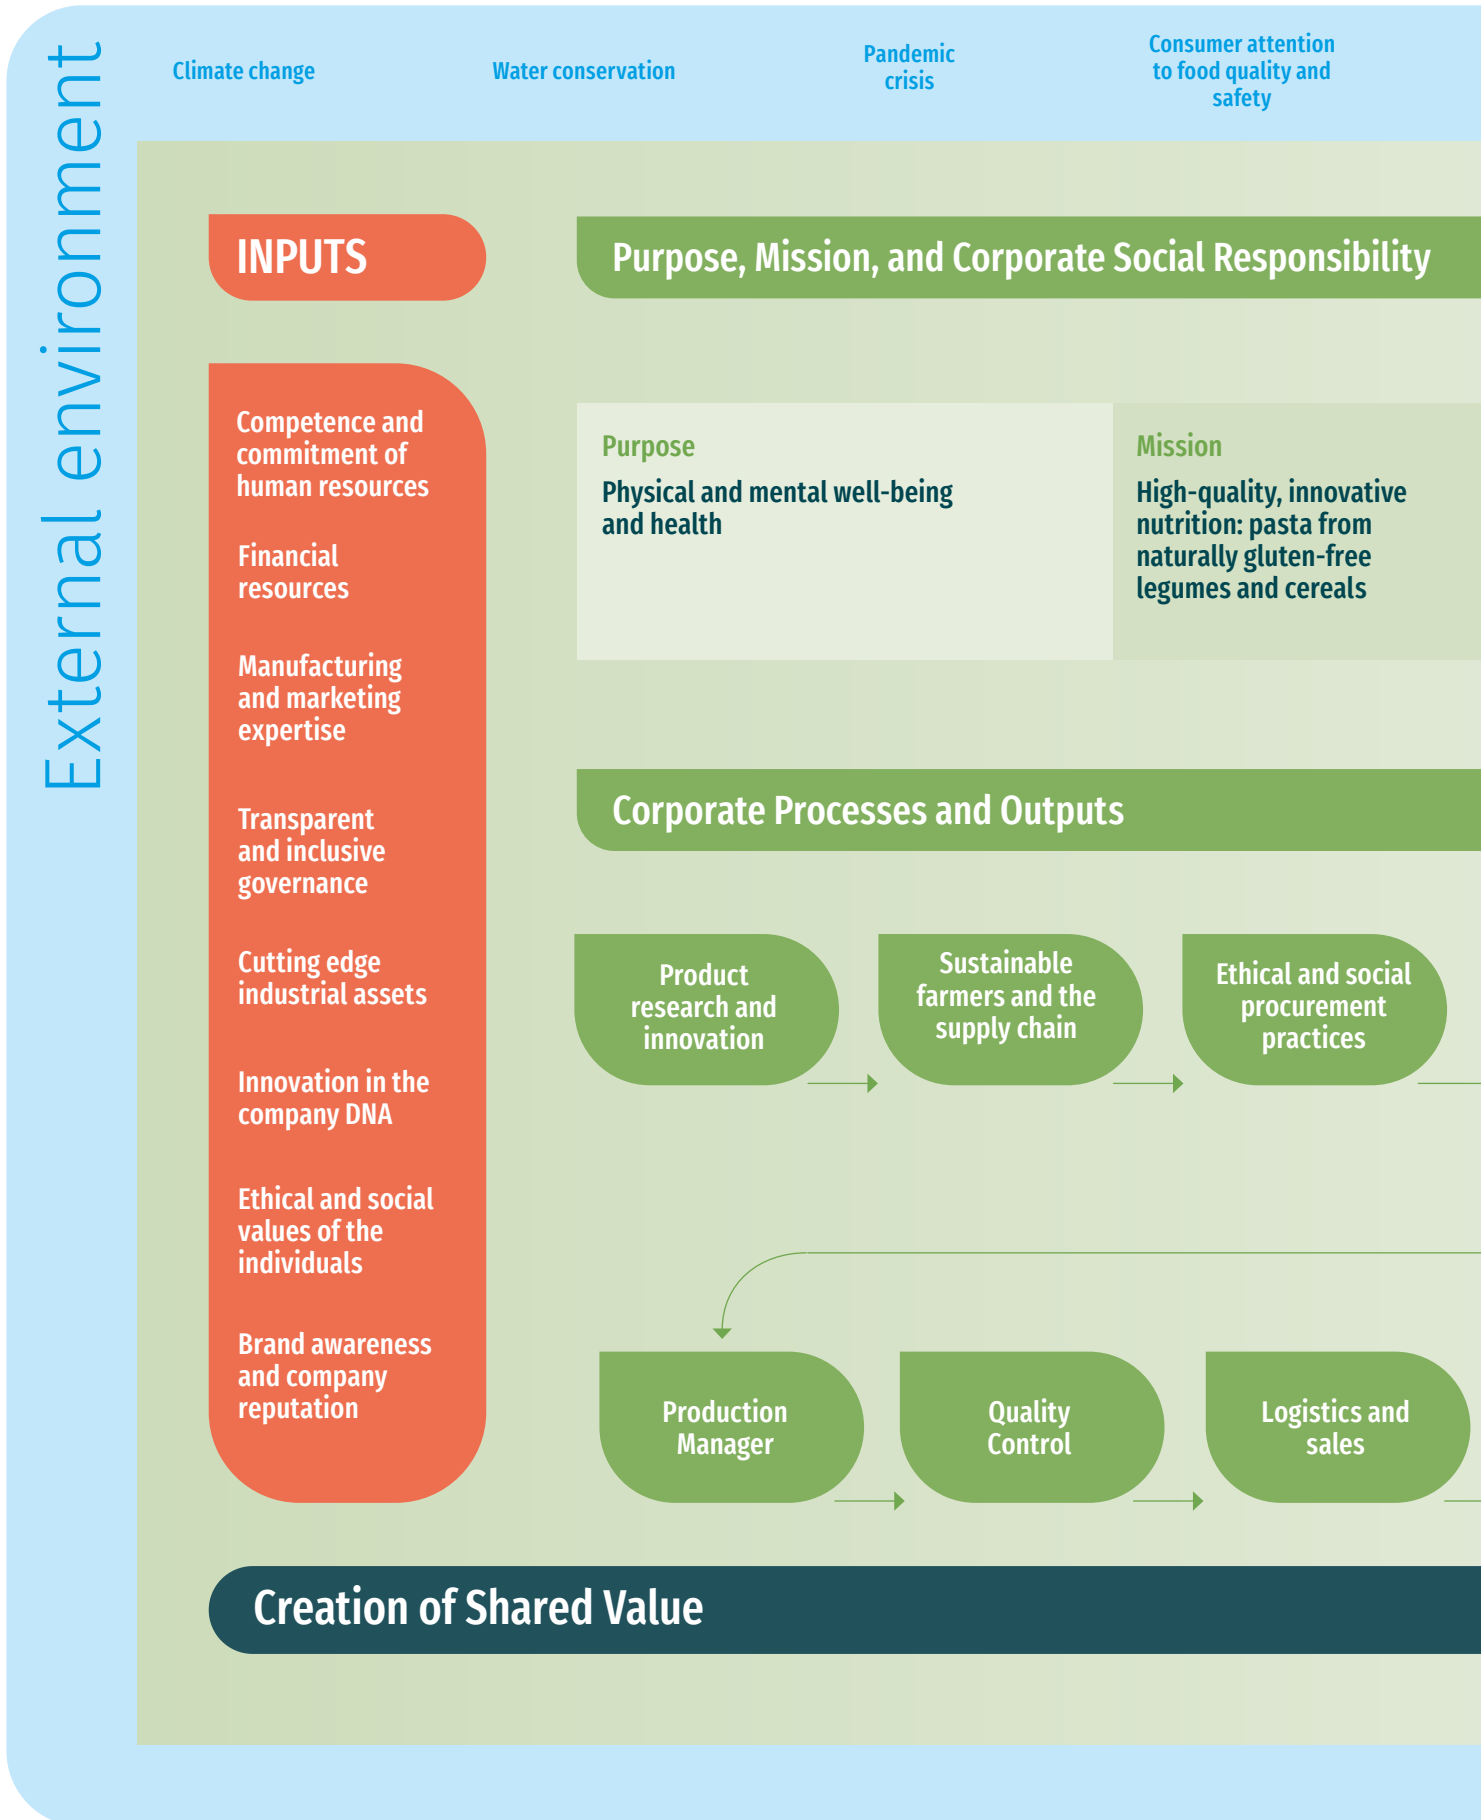 External environment
Climate change
Water conservation
Pandemic
crisis
Consumer attention
to food quality and
safety
INPUTS
Competence and
commitment of
human resources
Financial
resources
Manufacturing
and marketing
expertise
Transparent
and inclusive
governance
Cutting edge
industrial assets
Innovation in the
company DNA
Ethical and social
values of the
individuals
Brand awareness
and company
reputation
Purpose, Mission, and Corporate Social Responsibility
Purpose
Physical and mental well-being
and health
Mission
High-quality, innovative
nutrition: pasta from
naturally gluten-free
legumes and cereals
Corporate Processes and Outputs
Product
research and
innovation
Sustainable
farmers and the
supply chain
Ethical and social
procurement
practices
Production
Manager
Quality
Control
Logistics and
sales
Creation of Shared Value